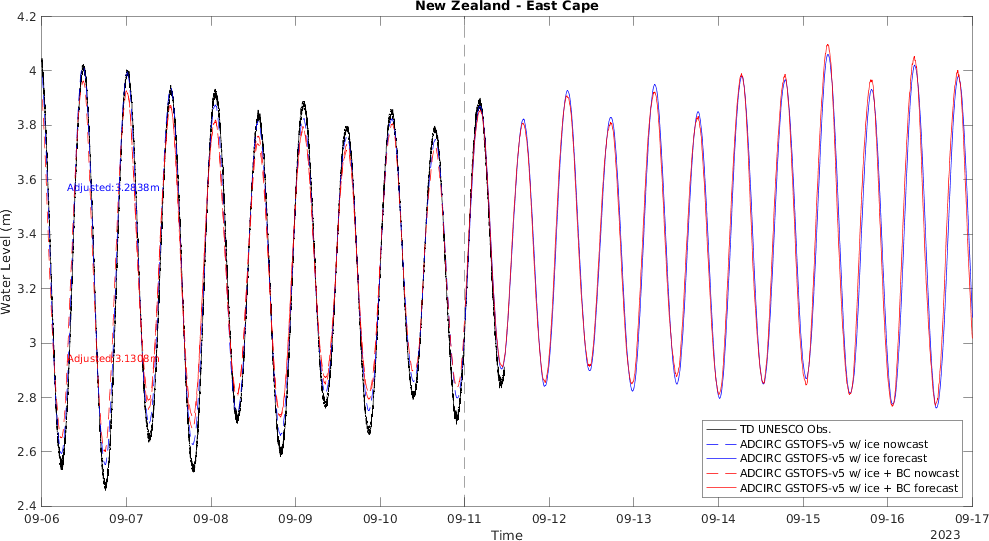 New Zealand - East Cape
Water Level (m)
4.2
4
3.8
3.6
3.4
3.2
3
2.8
2.6
2.4
Adjusted:3.2838m
Adjusted:3.1308m
TD UNESCO Obs.
ADCIRC GSTOFS-v5 w/ ice nowcast
ADCIRC GSTOFS-v5 w/ ice forecast
ADCIRC GSTOFS-v5 w/ ice + BC nowcast
ADCIRC GSTOFS-v5 w/ ice + BC forecast
09-06 09-07 09-08 09-09 09-10 09-11 09-12 09-13 09-14 09-15 09-16 09-17
Time
2023